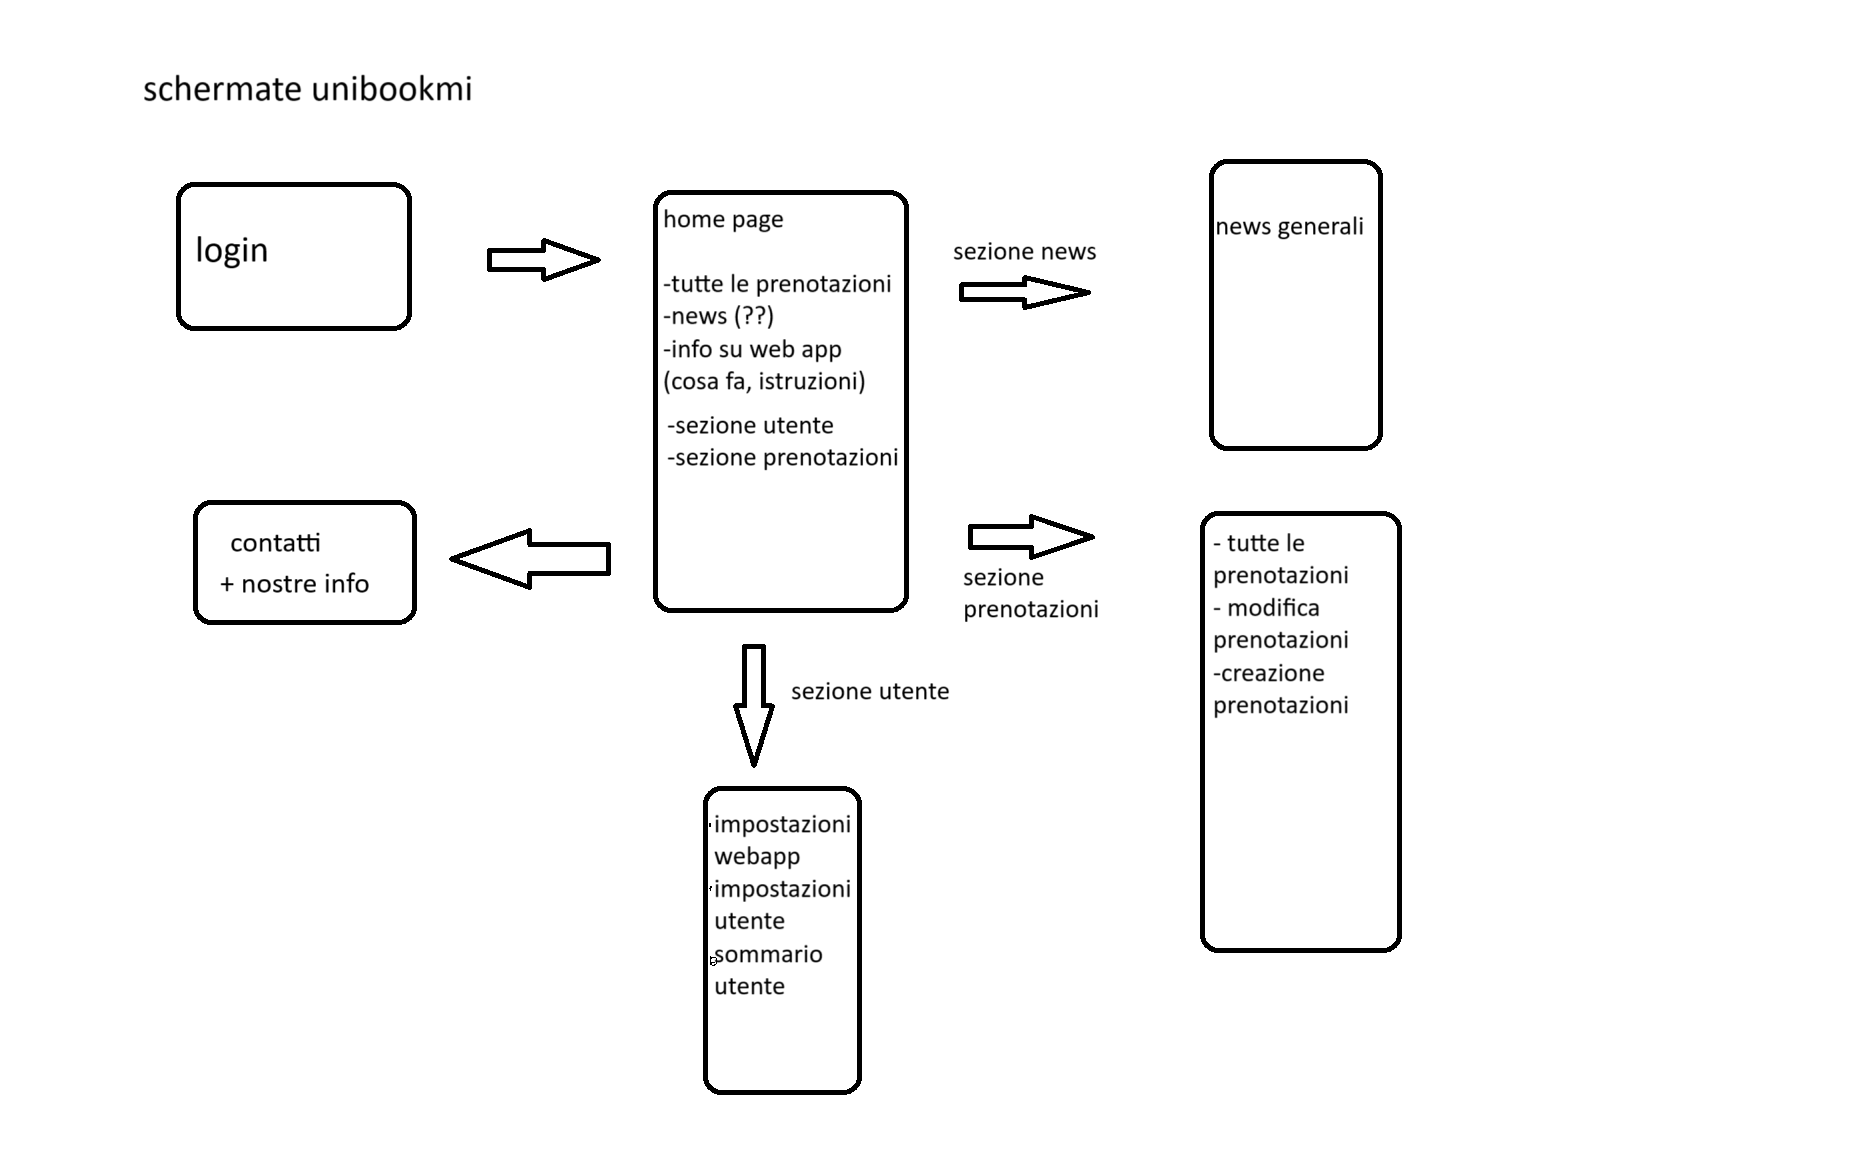 schermate unibookmi
login
home page
-tutte le prenotazioni
-news (??)
-info su web app
(cosa fa, istruzioni)
-sezione utente
-sezione prenotazioni
sezione news
news generali
contatti
+ nostre info
sezione
prenotazioni
- tutte le
prenotazioni
- modifica
prenotazioni
-creazione
prenotazioni
sezione utente
impostazioni
webapp
impostazioni
utente
sommario
utente